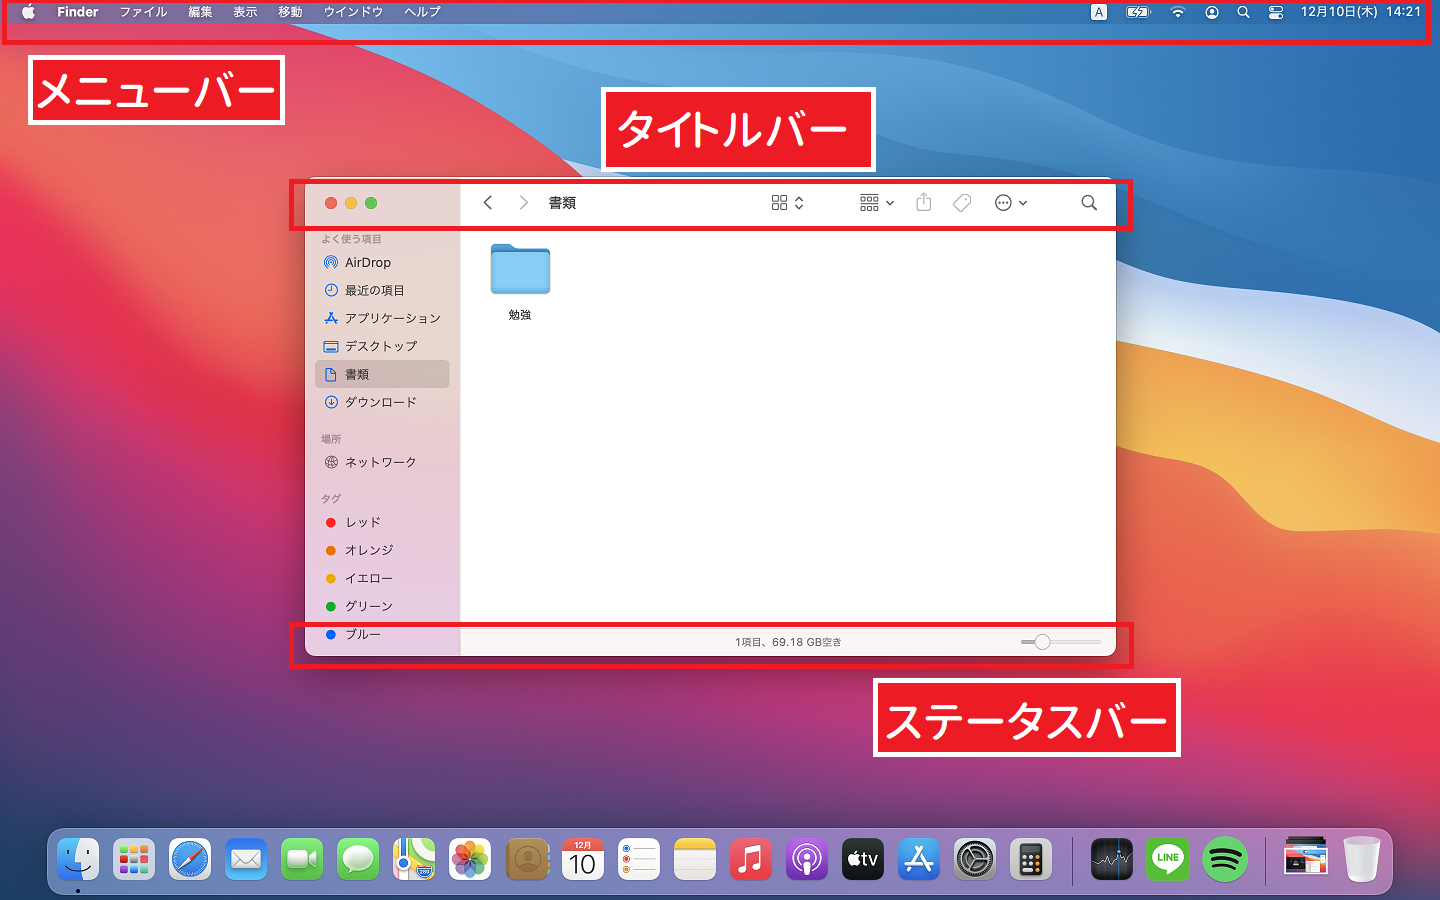 Finder ファイル 編集 表示 移動 ウインドウ ヘルプ A 12月10日(木) 14:21
メニューバー
タイトルバー
書類
よく使う項目
AirDrop
最近の項目
アプリケーション
デスクトップ
書類
ダウンロード
場所
ネットワーク
タグ
レッド
オレンジ
イエロー
グリーン
ブルー
勉強
1項目、69.18 GB空き
ステータスバー
12月
10
tv
LINE